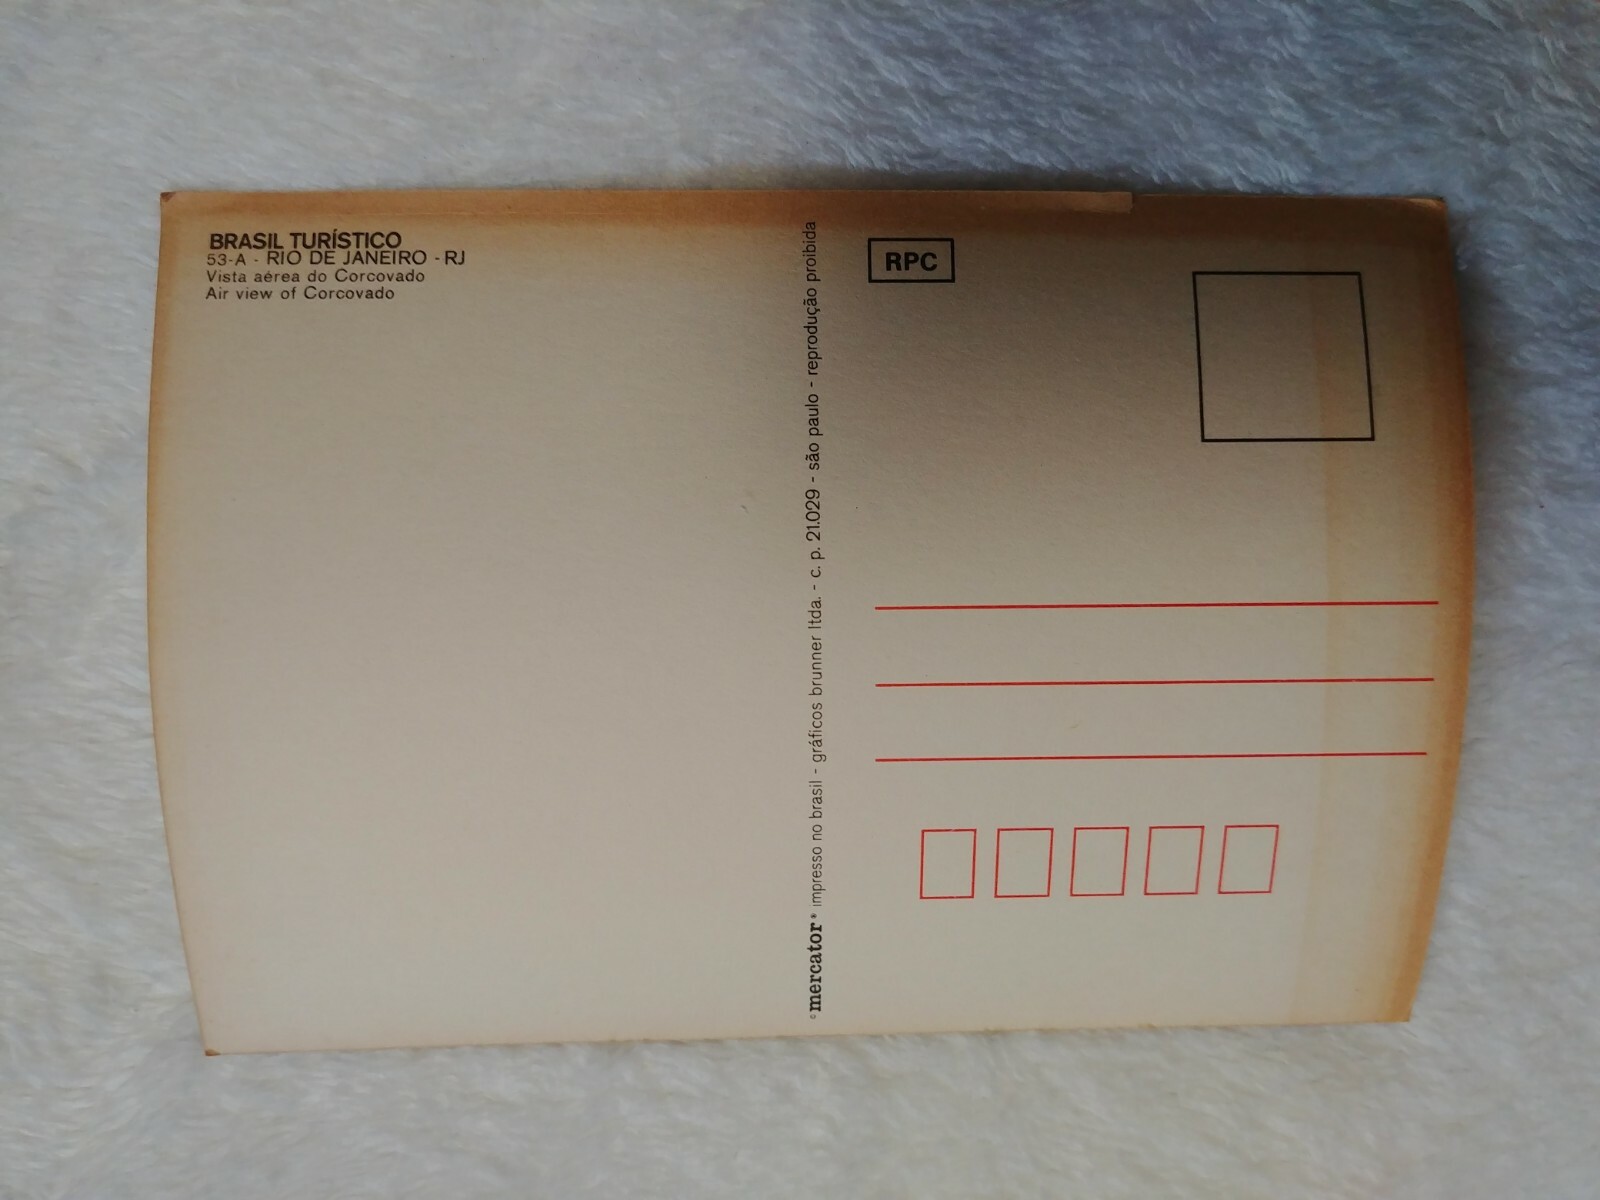 BRASIL TURÍSTICO
53-A - RIO DE JANEIRO - RJ
Vista aérea do Corcovado
Air view of Corcovado
© mercator® impresso no brasil - gráficos brunner ltda. - c. p. 21.029 - são paulo - reprodução proibida
RPC